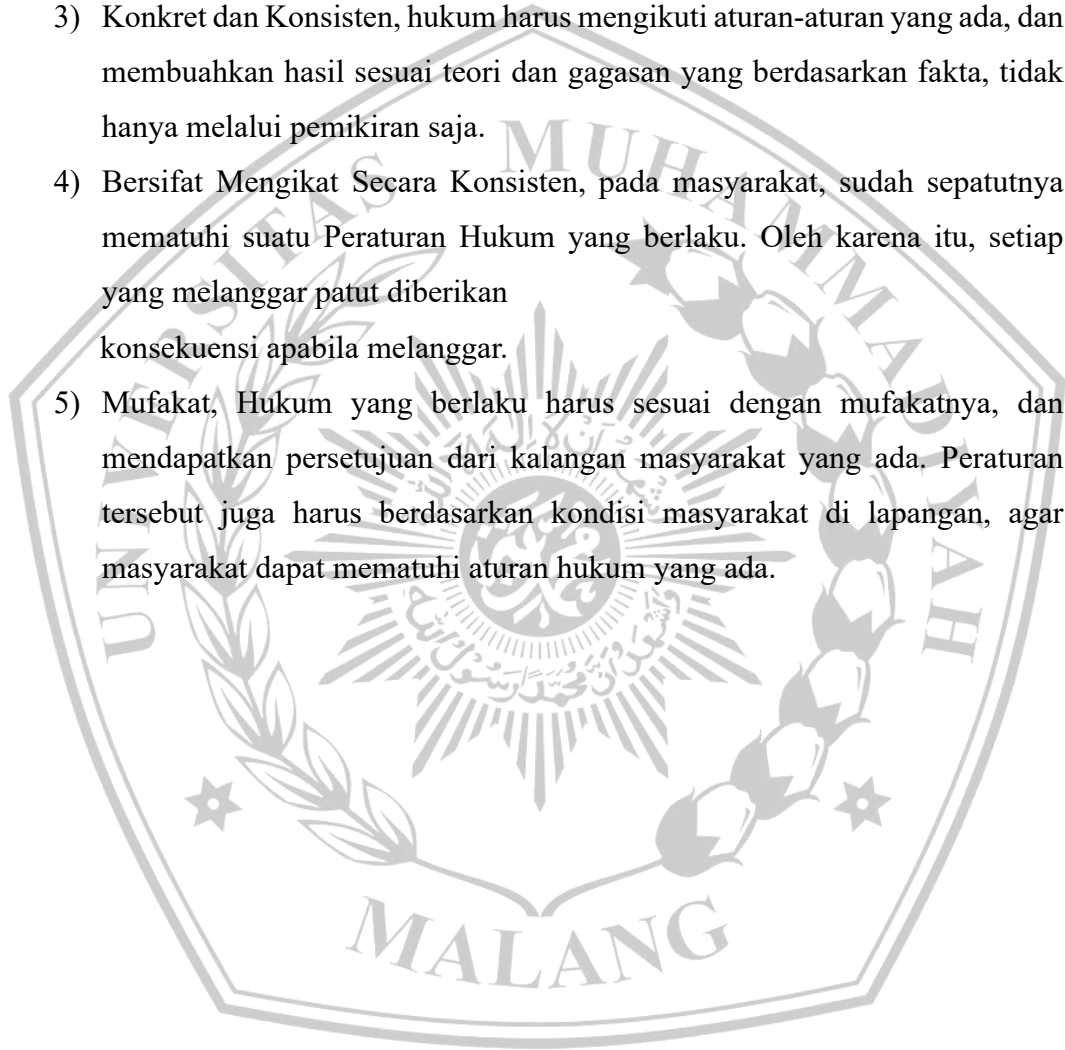 3) Konkret dan Konsisten, hukum harus mengikuti aturan-aturan yang ada, dan
membuahkan hasil sesuai teori dan gagasan yang berdasarkan fakta, tidak
hanya melalui pemikiran saja.
4) Bersifat Mengikat Secara Konsisten, pada masyarakat, sudah sepatutnya
mematuhi suatu Peraturan Hukum yang berlaku. Oleh karena itu, setiap
yang melanggar patut diberikan
konsekuensi apabila melanggar.
5) Mufakat, Hukum yang berlaku harus sesuai dengan mufakatnya, dan
mendapatkan persetujuan dari kalangan masyarakat yang ada. Peraturan
tersebut juga harus berdasarkan kondisi masyarakat di lapangan, agar
masyarakat dapat mematuhi aturan hukum yang ada.
UNIVERSITAS MUHAMMADIYAH
MALANG